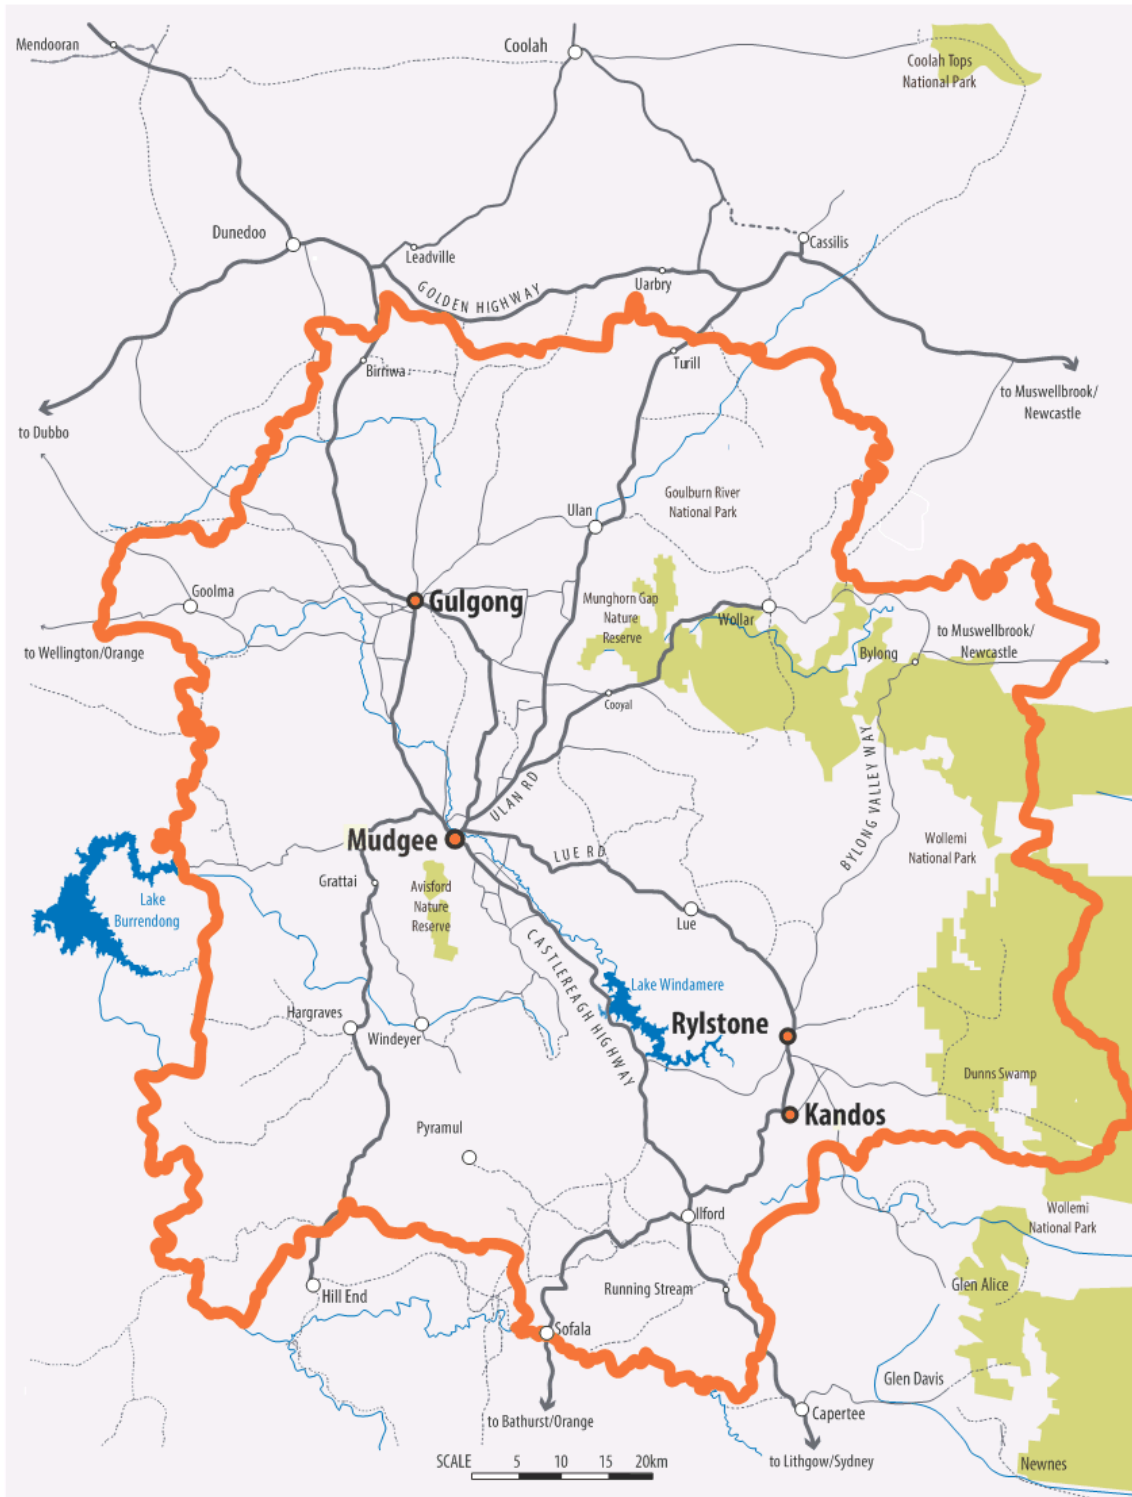 Mendooran
Coolah
Coolah Tops
National Park
Dunedoo
Leadville
Cassilis
GOLDEN HIGHWAY
Uarbry
Birriwa
Turill
to Muswellbrook/
Newcastle
to Dubbo
Goulburn River
National Park
Ulan
Goolma
Gulgong
Munghorn Gap
Nature
Reserve
Wollar
to Muswellbrook/
Newcastle
to Wellington/Orange
Bylong
Cooyal
BYLONG VALLEY WAY
ULAN RD
Mudgee
LUE RD
Wollemi
National Park
Grattai
Avisford
Nature
Reserve
Lake
Burrendong
Lue
CASTLEREAGH HIGHWAY
Lake Windamere
Hargraves
Windeyer
Rylstone
Dunns Swamp
Kandos
Pyramul
Ilford
Wollemi
National Park
Hill End
Running Stream
Glen Alice
Sofala
Glen Davis
to Bathurst/Orange
Capertee
SCALE 5 10 15 20km
to Lithgow/Sydney
Newnes